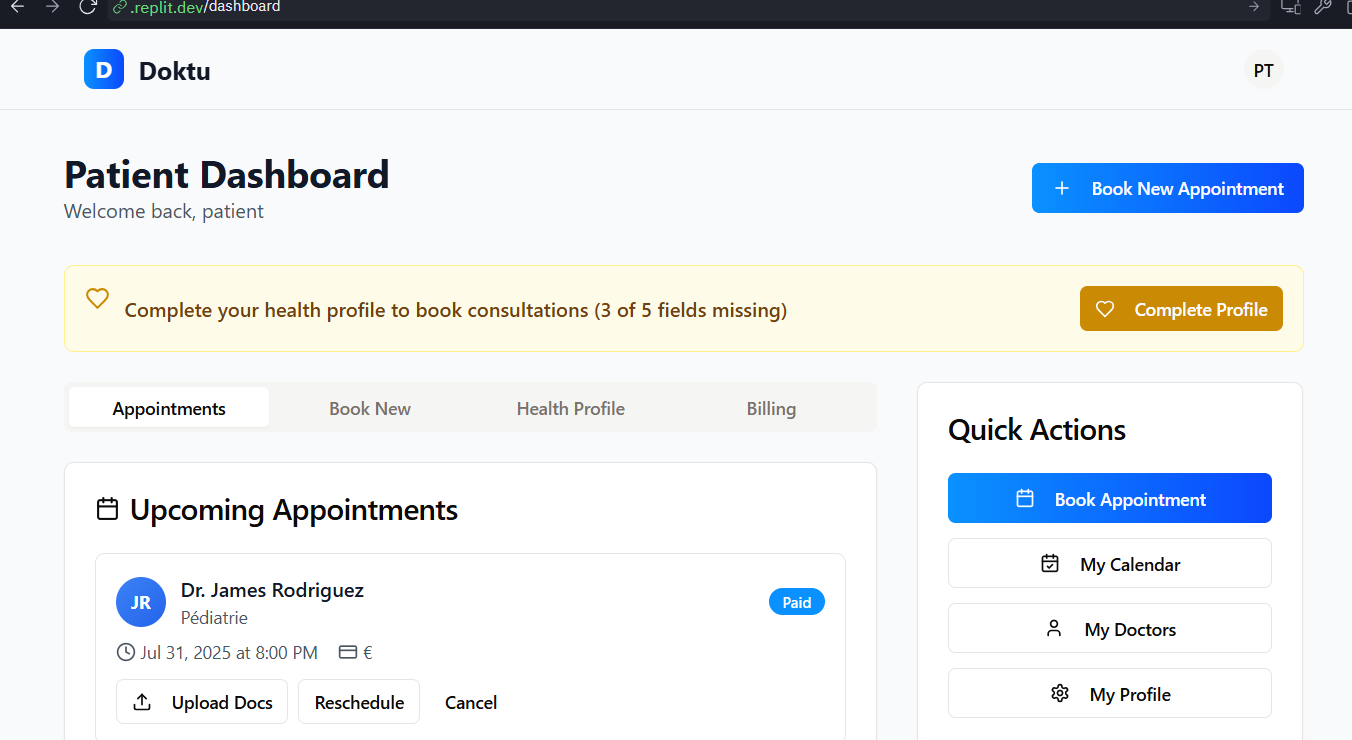 .replit.dev/dashboard
D Doktu
PT
Patient Dashboard
Welcome back, patient
+ Book New Appointment
Complete your health profile to book consultations (3 of 5 fields missing)
Complete Profile
Appointments
Book New
Health Profile
Billing
Upcoming Appointments
JR
Dr. James Rodriguez
Pédiatrie
Paid
Jul 31, 2025 at 8:00 PM
€
Upload Docs
Reschedule
Cancel
Quick Actions
Book Appointment
My Calendar
My Doctors
My Profile